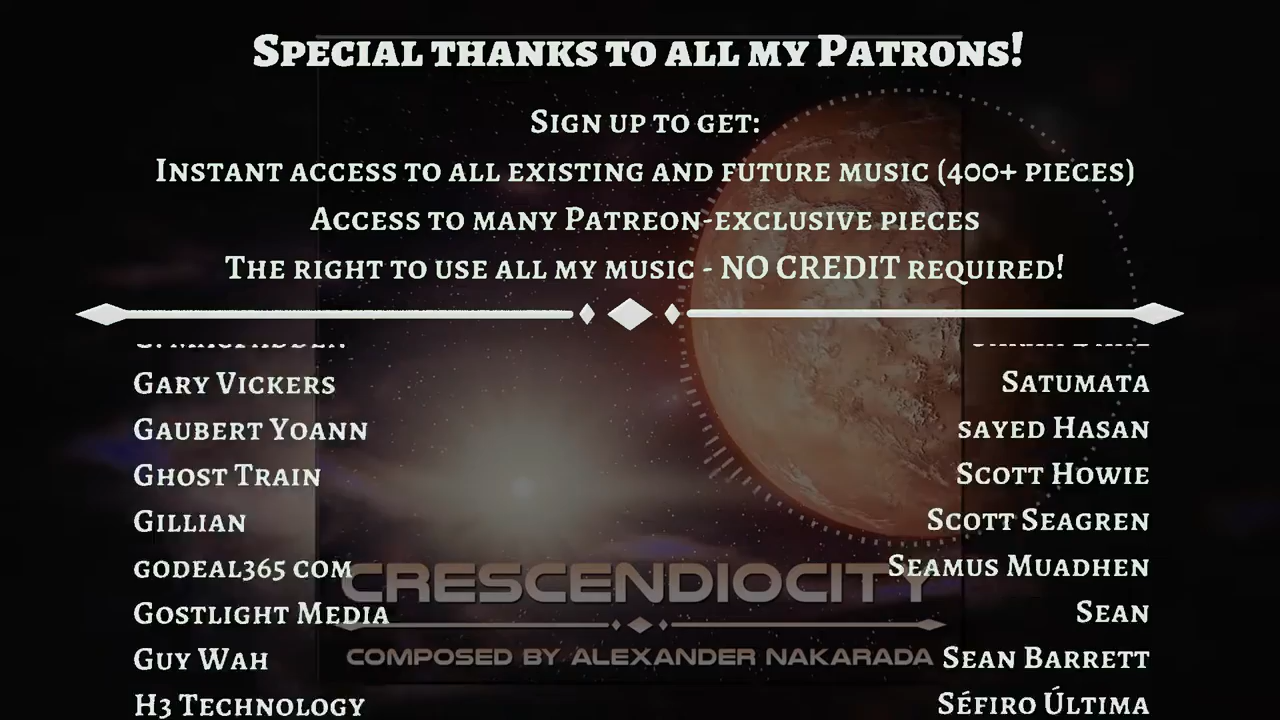 Special thanks to all my Patrons!
Sign up to get:
Instant access to all existing and future music (400+ pieces)
Access to many Patreon-exclusive pieces
The right to use all my music - NO CREDIT required!
Gary Vickers
Gaubert Yoann
Ghost Train
Gillian
godeal365 com
Gostlight Media
Guy Wah
H3 Technology
Satumata
sayed Hasan
Scott Howie
Scott Seagren
Seamus Muadhen
Sean
Sean Barrett
Séfiro Última
CRESCENDIOCITY
COMPOSED BY ALEXANDER NAKARADA